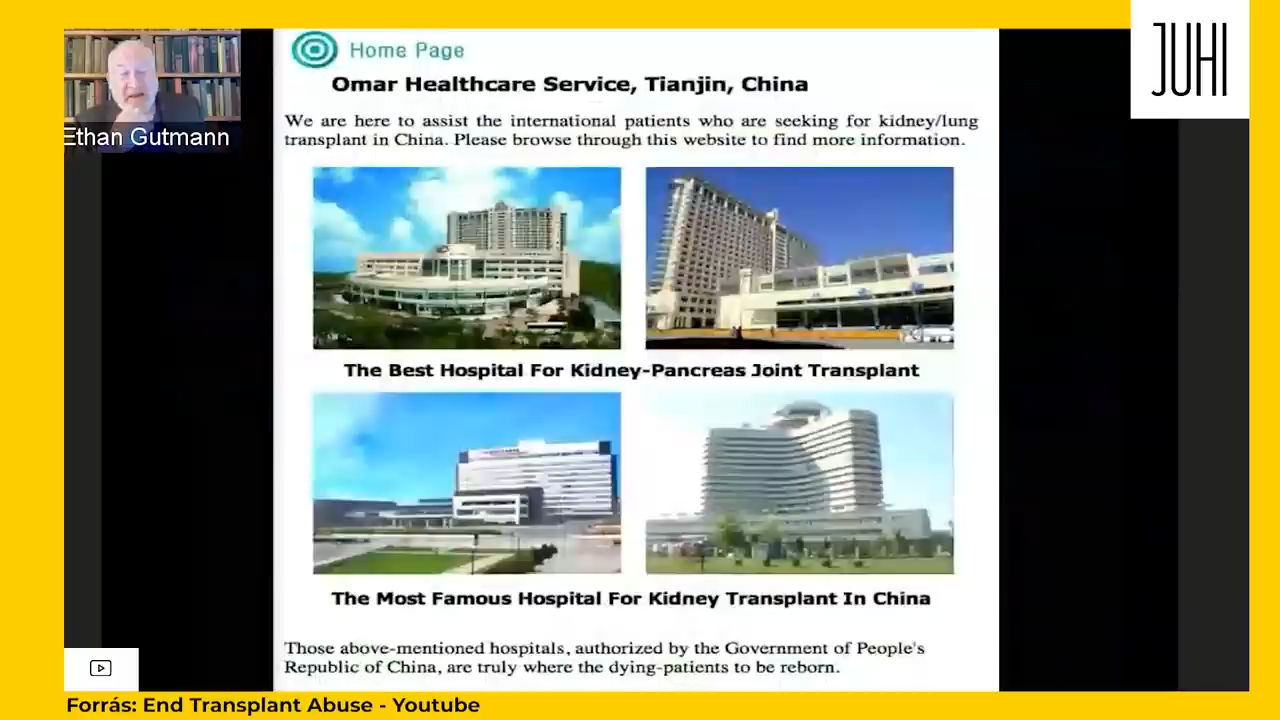 JUHI
Home Page
Omar Healthcare Service, Tianjin, China
Ethan Gutmann
We are here to assist the international patients who are seeking for kidney/lung
transplant in China. Please browse through this website to find more information.
The Best Hospital For Kidney-Pancreas Joint Transplant
The Most Famous Hospital For Kidney Transplant In China
Those above-mentioned hospitals, authorized by the Government of People's
Republic of China, are truly where the dying-patients to be reborn.
Forrás: End Transplant Abuse - Youtube